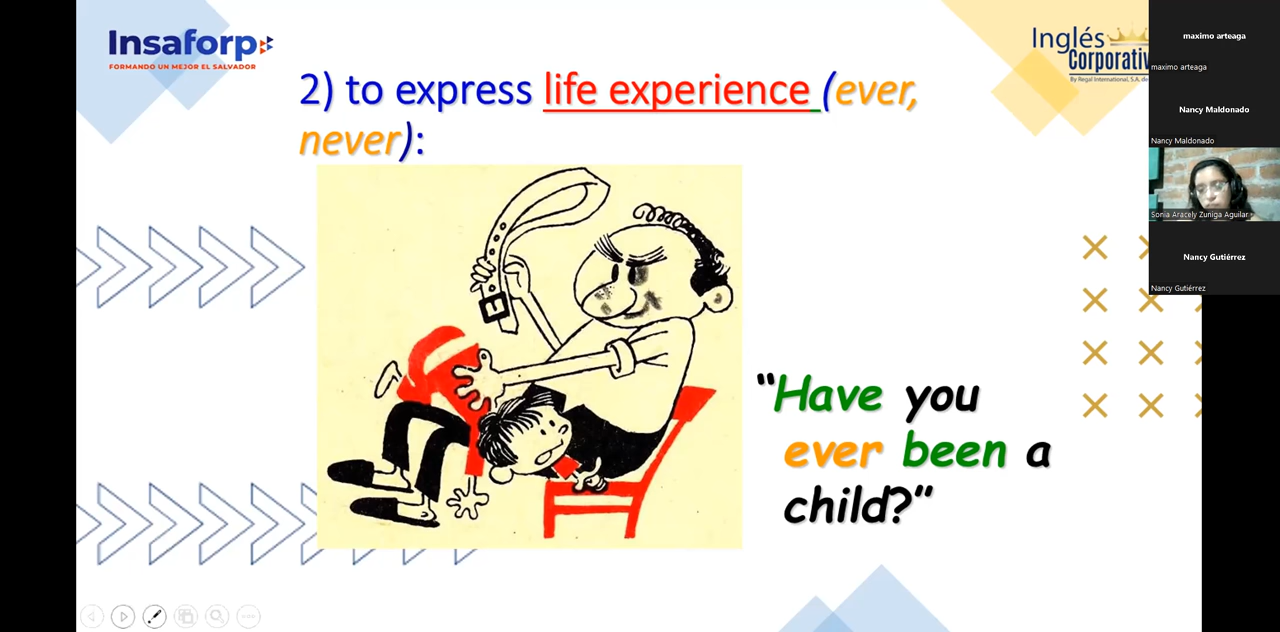 Insaforp
FORMANDO UN MEJOR EL SALVADOR
Inglés
Corporativ
By Regal International, S.A. de
2) to express life experience (ever,
never):
“Have you
ever been a
child?”
maximo arteaga
maximo arteaga
Nancy Maldonado
Nancy Maldonado
Sonia Aracely Zuniga Aguilar
Nancy Gutiérrez
Nancy Gutiérrez